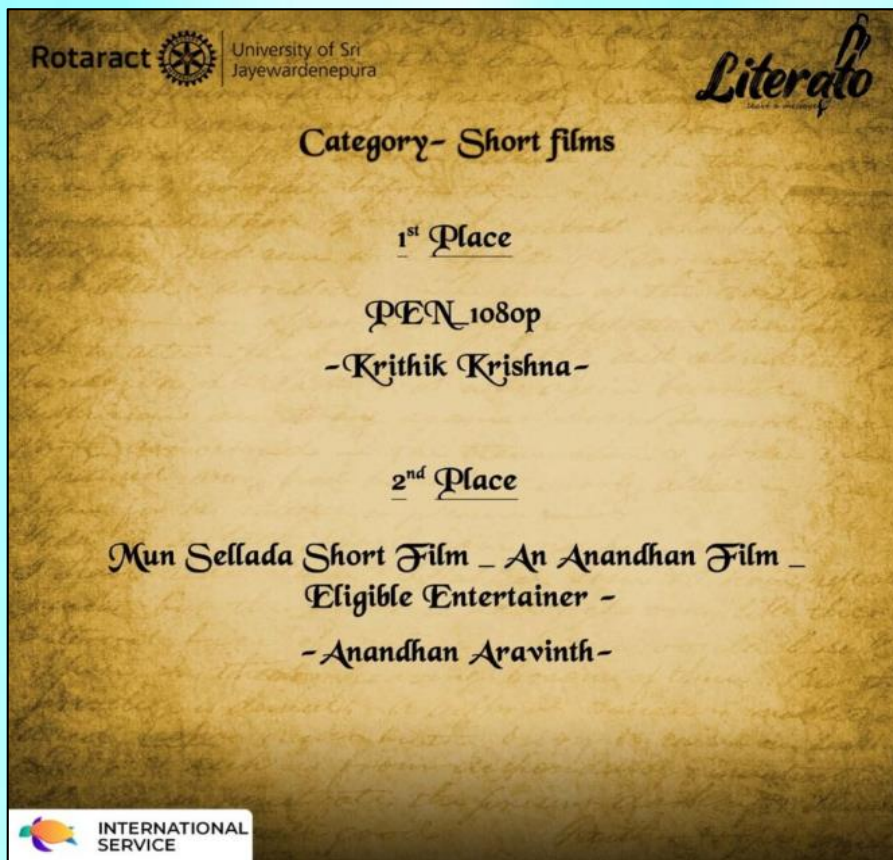 Rotaract
University of Sri
Jayewardenepura
Literato
Category- Short films
1st Place
PEN_1080p
-Krithik Krishna-
2nd Place
Mun Sellada Short Film _ An Anandhan Film _
Eligible Entertainer -
-Anandhan Aravinth-
INTERNATIONAL
SERVICE